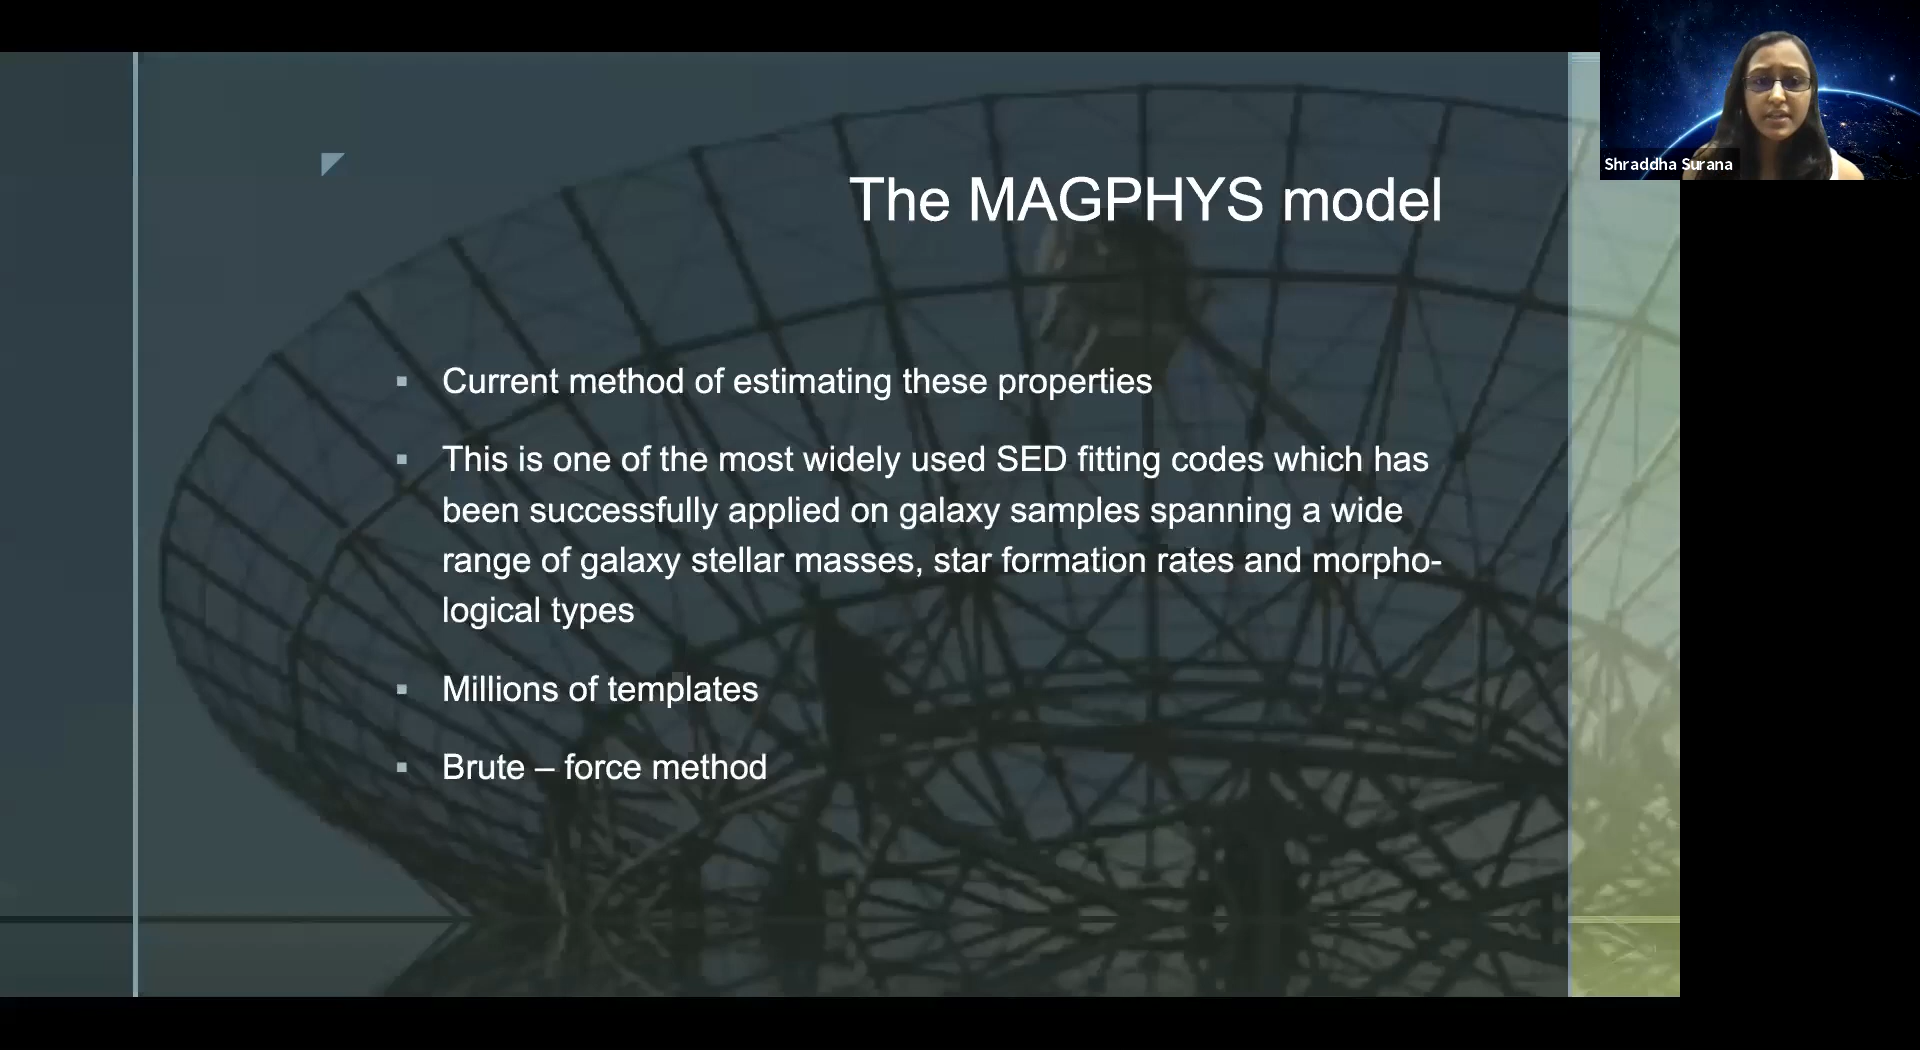 Shraddha Surana
The MAGPHYS model
Current method of estimating these properties
This is one of the most widely used SED fitting codes which has
been successfully applied on galaxy samples spanning a wide
range of galaxy stellar masses, star formation rates and morpho-
logical types
Millions of templates
Brute – force method